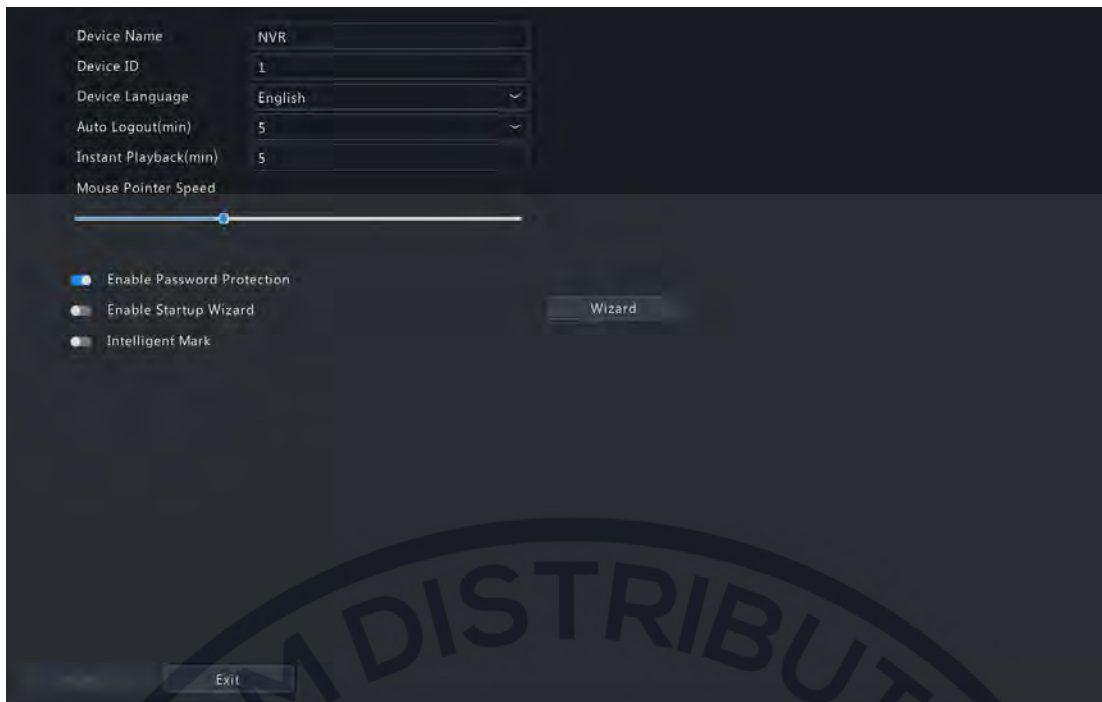 Device Name NVR
Device ID 1
Device Language English
Auto Logout(min) 5
Instant Playback(min) 5
Mouse Pointer Speed
Enable Password Protection
Enable Startup Wizard Wizard
Intelligent Mark
DISTRIBUT
Exit